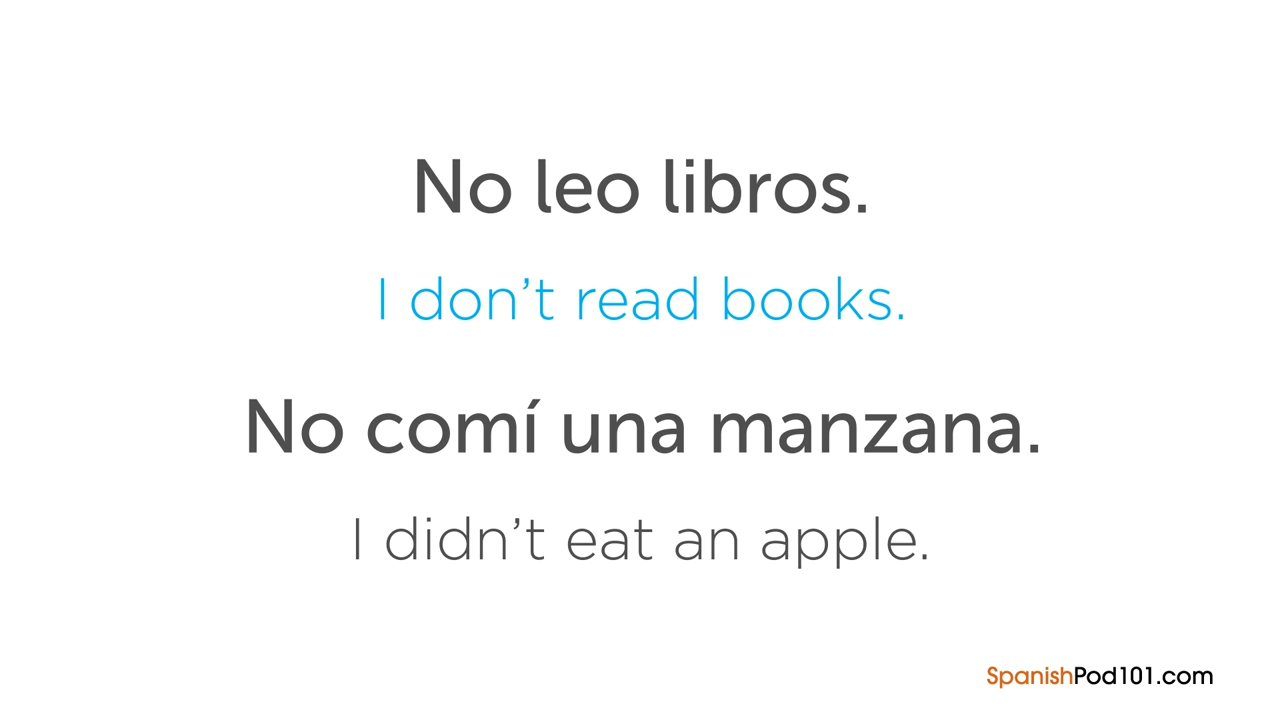 No leo libros.
I don’t read books.
No comí una manzana.
I didn’t eat an apple.
SpanishPod101.com